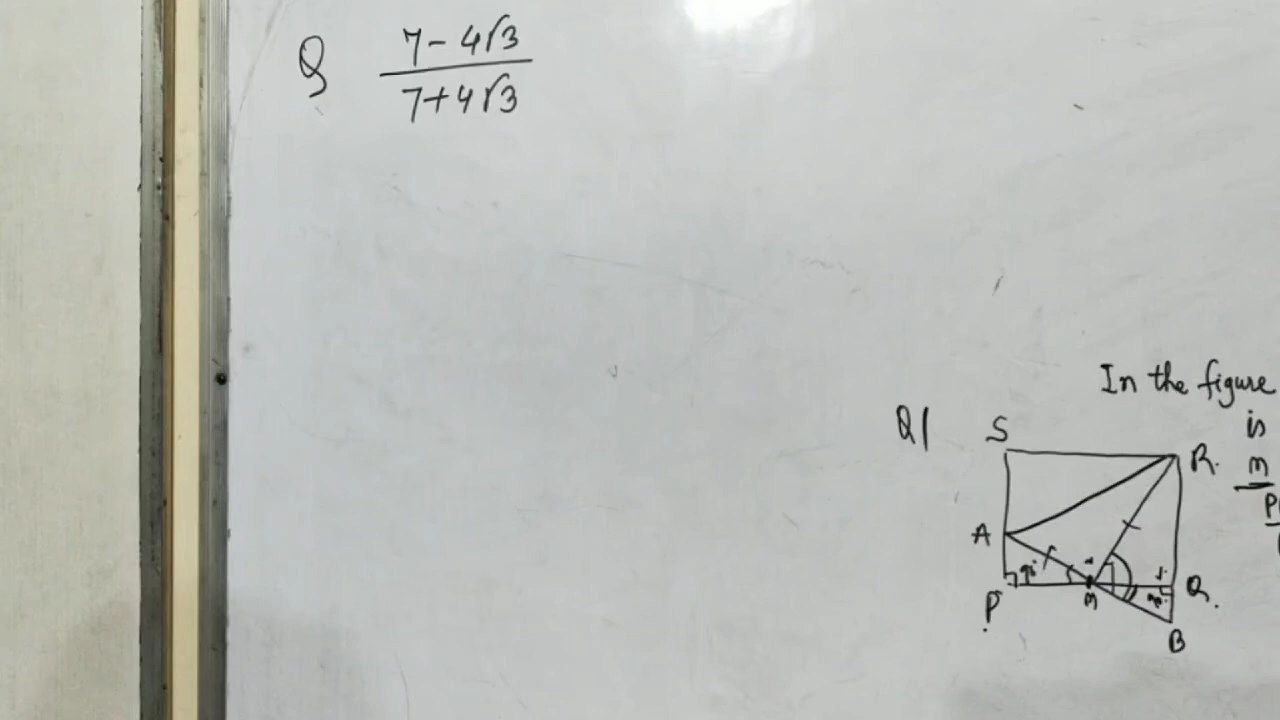 Q 7-4√3
7+4√3
In the figure
Q1 S is
R. m
A
P M Q.
B